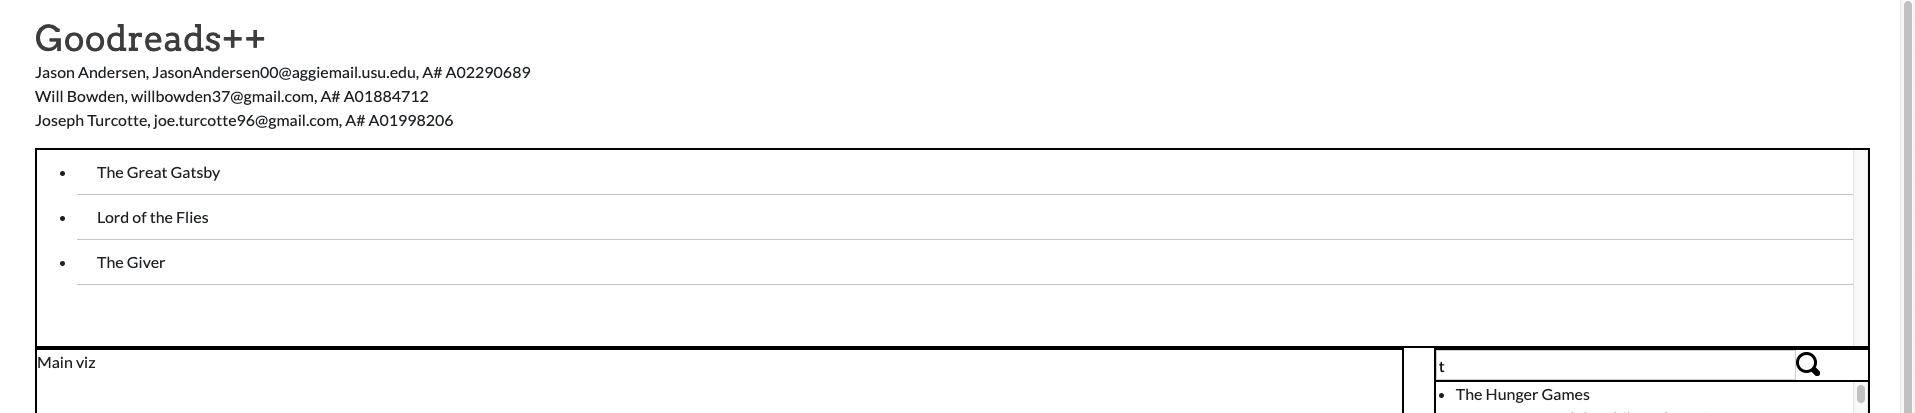 Goodreads++
Jason Andersen, JasonAndersen00@aggiemail.usu.edu, A# A02290689
Will Bowden, willbowden37@gmail.com, A# A01884712
Joseph Turcotte, joe.turcotte96@gmail.com, A# A01998206
• The Great Gatsby
• Lord of the Flies
• The Giver
Main viz
t
• The Hunger Games